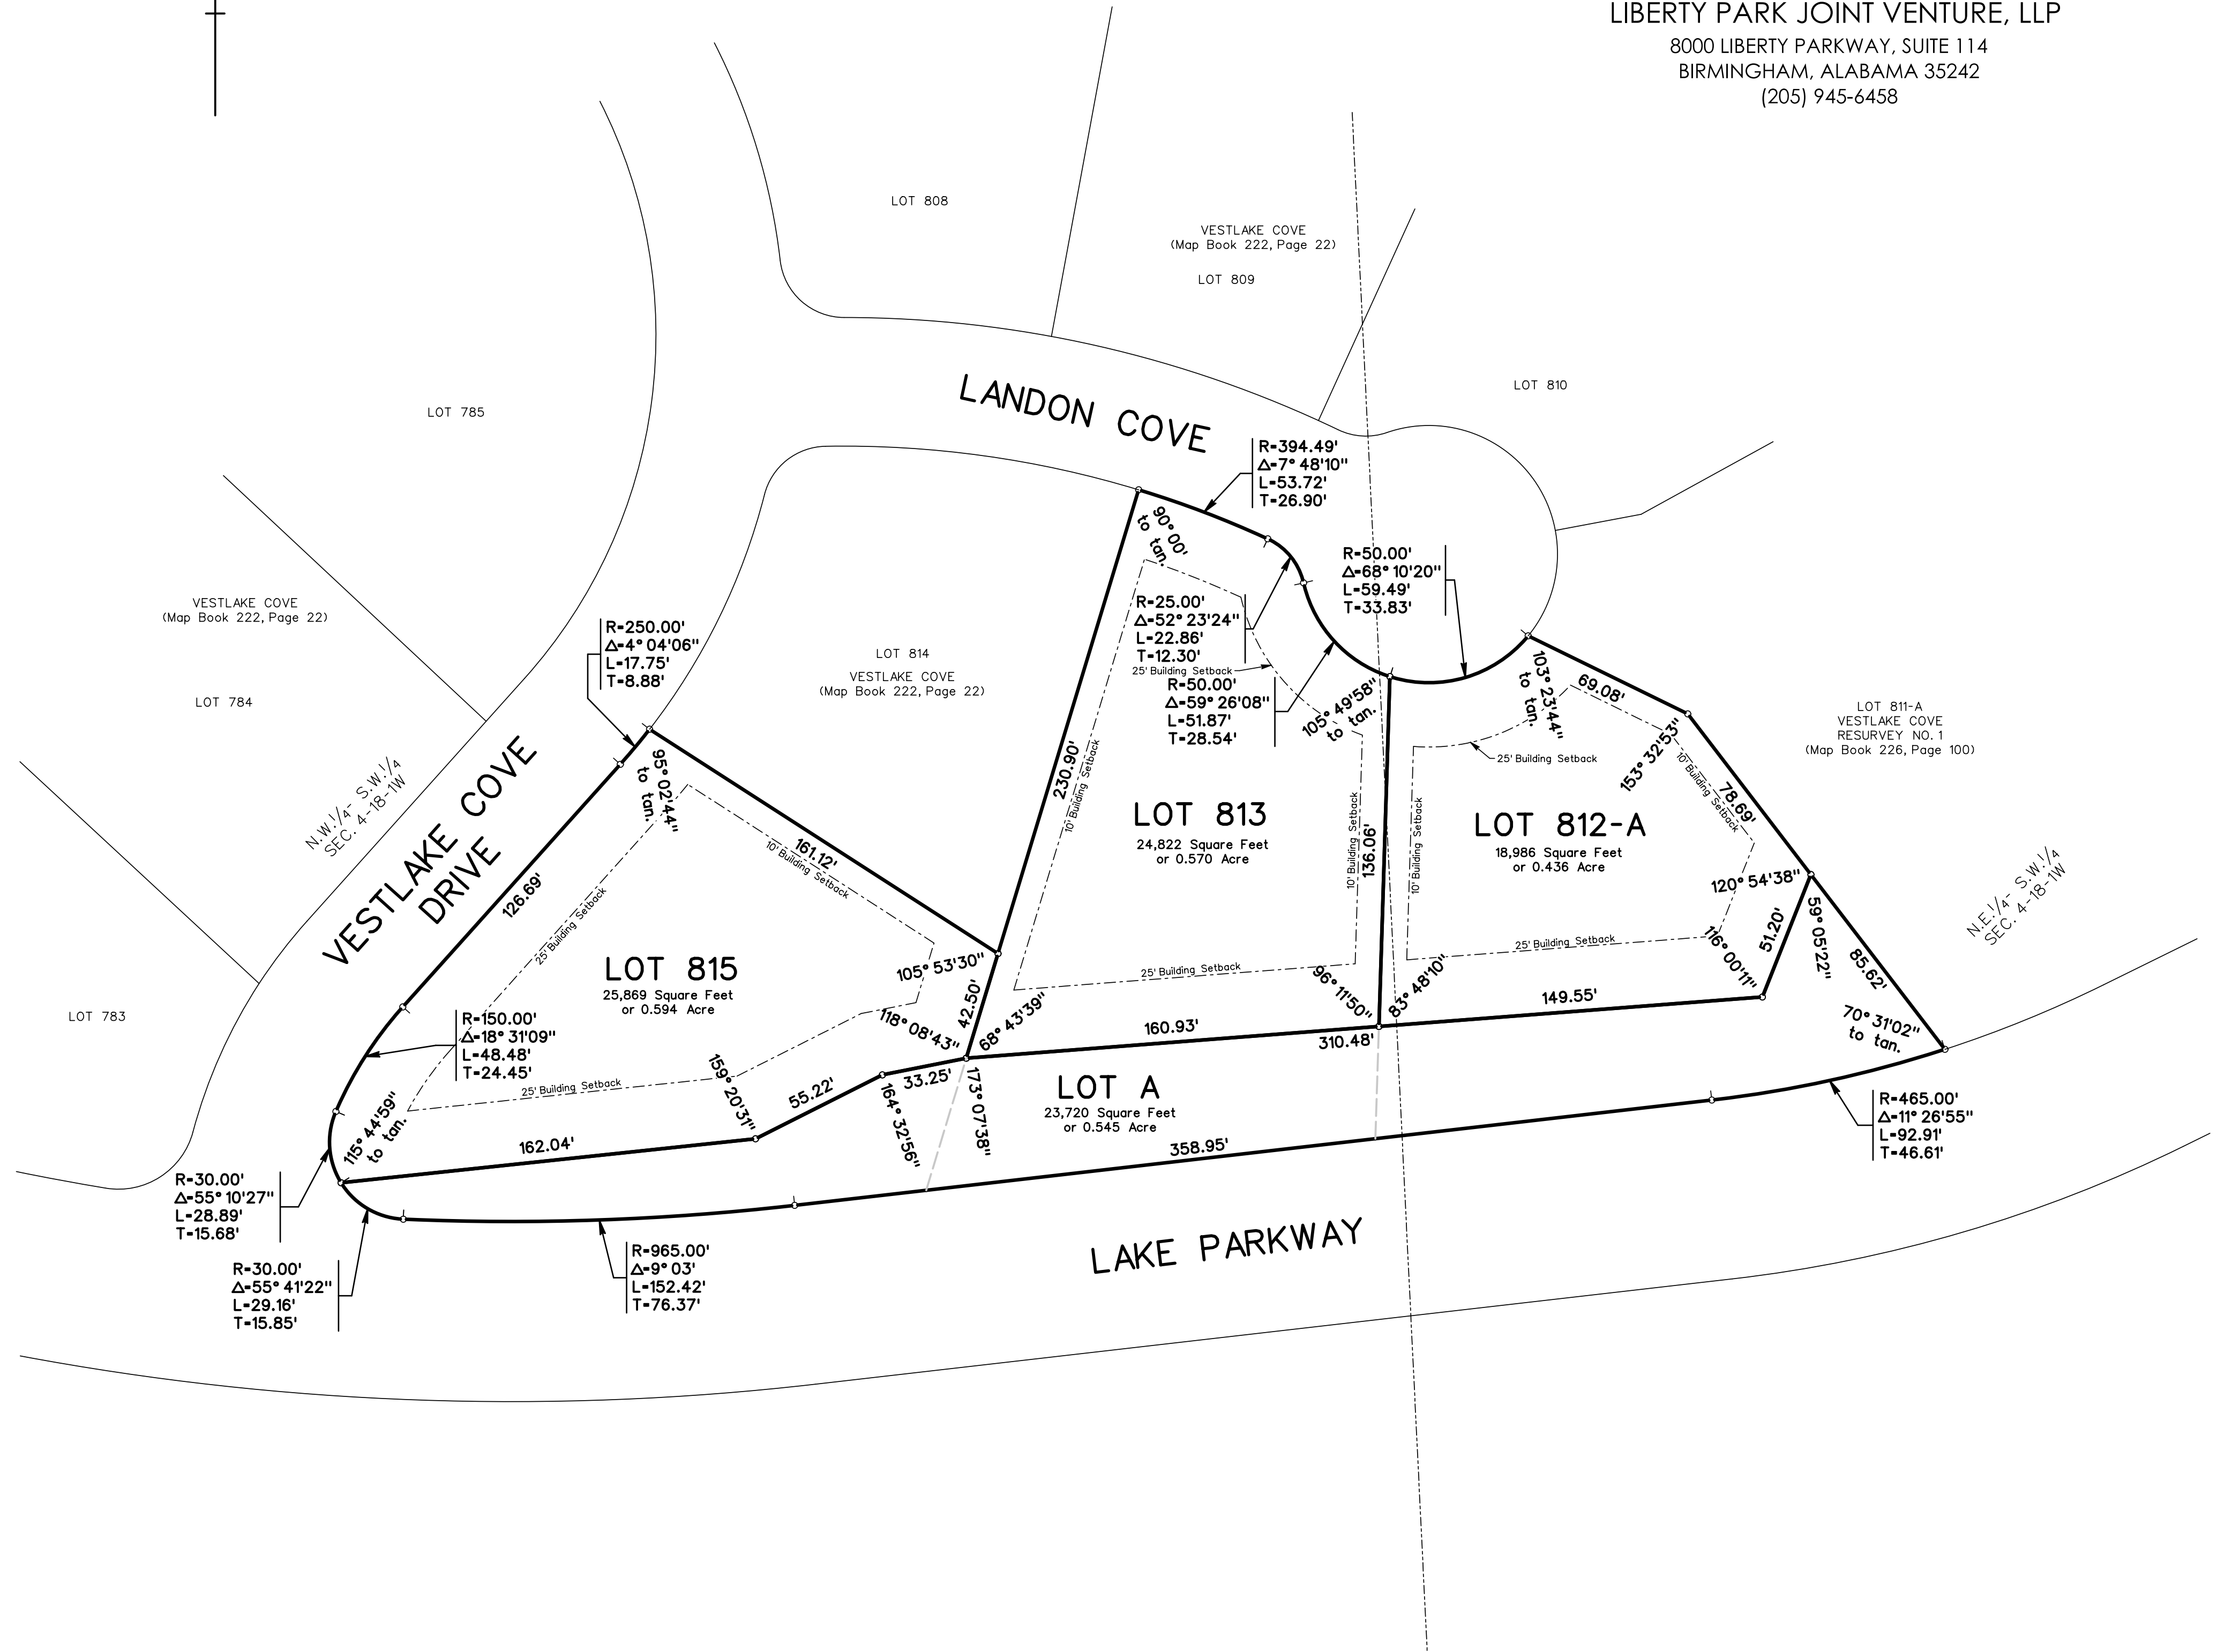 LIBERTY PARK JOINT VENTURE, LLP
8000 LIBERTY PARKWAY, SUITE 114
BIRMINGHAM, ALABAMA 35242
(205) 945-6458
LOT 808
VESTLAKE COVE
(Map Book 222, Page 22)
LOT 809
LOT 810
LOT 785
LANDON COVE
R=394.49'
Δ=7° 48'10"
L=53.72'
T=26.90'
90° 00'
to tan.
R=50.00'
Δ=68° 10'20"
L=59.49'
T=33.83'
R=25.00'
Δ=52° 23'24"
L=22.86'
T=12.30'
25' Building Setback
R=50.00'
Δ=59° 26'08"
L=51.87'
T=28.54'
105° 49'58"
to tan.
103° 23'44"
to tan.
69.08'
153° 32'53"
10' Building Setback
78.69'
25' Building Setback
LOT 811-A
VESTLAKE COVE
RESURVEY NO. 1
(Map Book 226, Page 100)
VESTLAKE COVE
(Map Book 222, Page 22)
LOT 784
R=250.00'
Δ=4° 04'06"
L=17.75'
T=8.88'
LOT 814
VESTLAKE COVE
(Map Book 222, Page 22)
95° 02'44"
to tan.
N.W.1/4- S.W.1/4
SEC. 4-18-1W
VESTLAKE COVE
DRIVE
126.69'
25' Building Setback
161.12'
10' Building Setback
230.90'
10' Building Setback
LOT 813
24,822 Square Feet
or 0.570 Acre
10' Building Setback
136.06'
10' Building Setback
LOT 812-A
18,986 Square Feet
or 0.436 Acre
120° 54'38"
51.20'
59° 05'22"
85.62'
N.E.1/4- S.W.1/4
SEC. 4-18-1W
LOT 783
LOT 815
25,869 Square Feet
or 0.594 Acre
105° 53'30"
42.50'
118° 08'43"
68° 43'39"
25' Building Setback
96° 11'50"
83° 48'10"
25' Building Setback
116° 00'11"
149.55'
160.93'
310.48'
70° 31'02"
to tan.
R=150.00'
Δ=18° 31'09"
L=48.48'
T=24.45'
25' Building Setback
159° 20'31"
55.22'
33.25'
164° 32'56"
173° 07'38"
LOT A
23,720 Square Feet
or 0.545 Acre
358.95'
R=465.00'
Δ=11° 26'55"
L=92.91'
T=46.61'
115° 44'59"
to tan.
162.04'
R=30.00'
Δ=55° 10'27"
L=28.89'
T=15.68'
R=30.00'
Δ=55° 41'22"
L=29.16'
T=15.85'
R=965.00'
Δ=9° 03'
L=152.42'
T=76.37'
LAKE PARKWAY